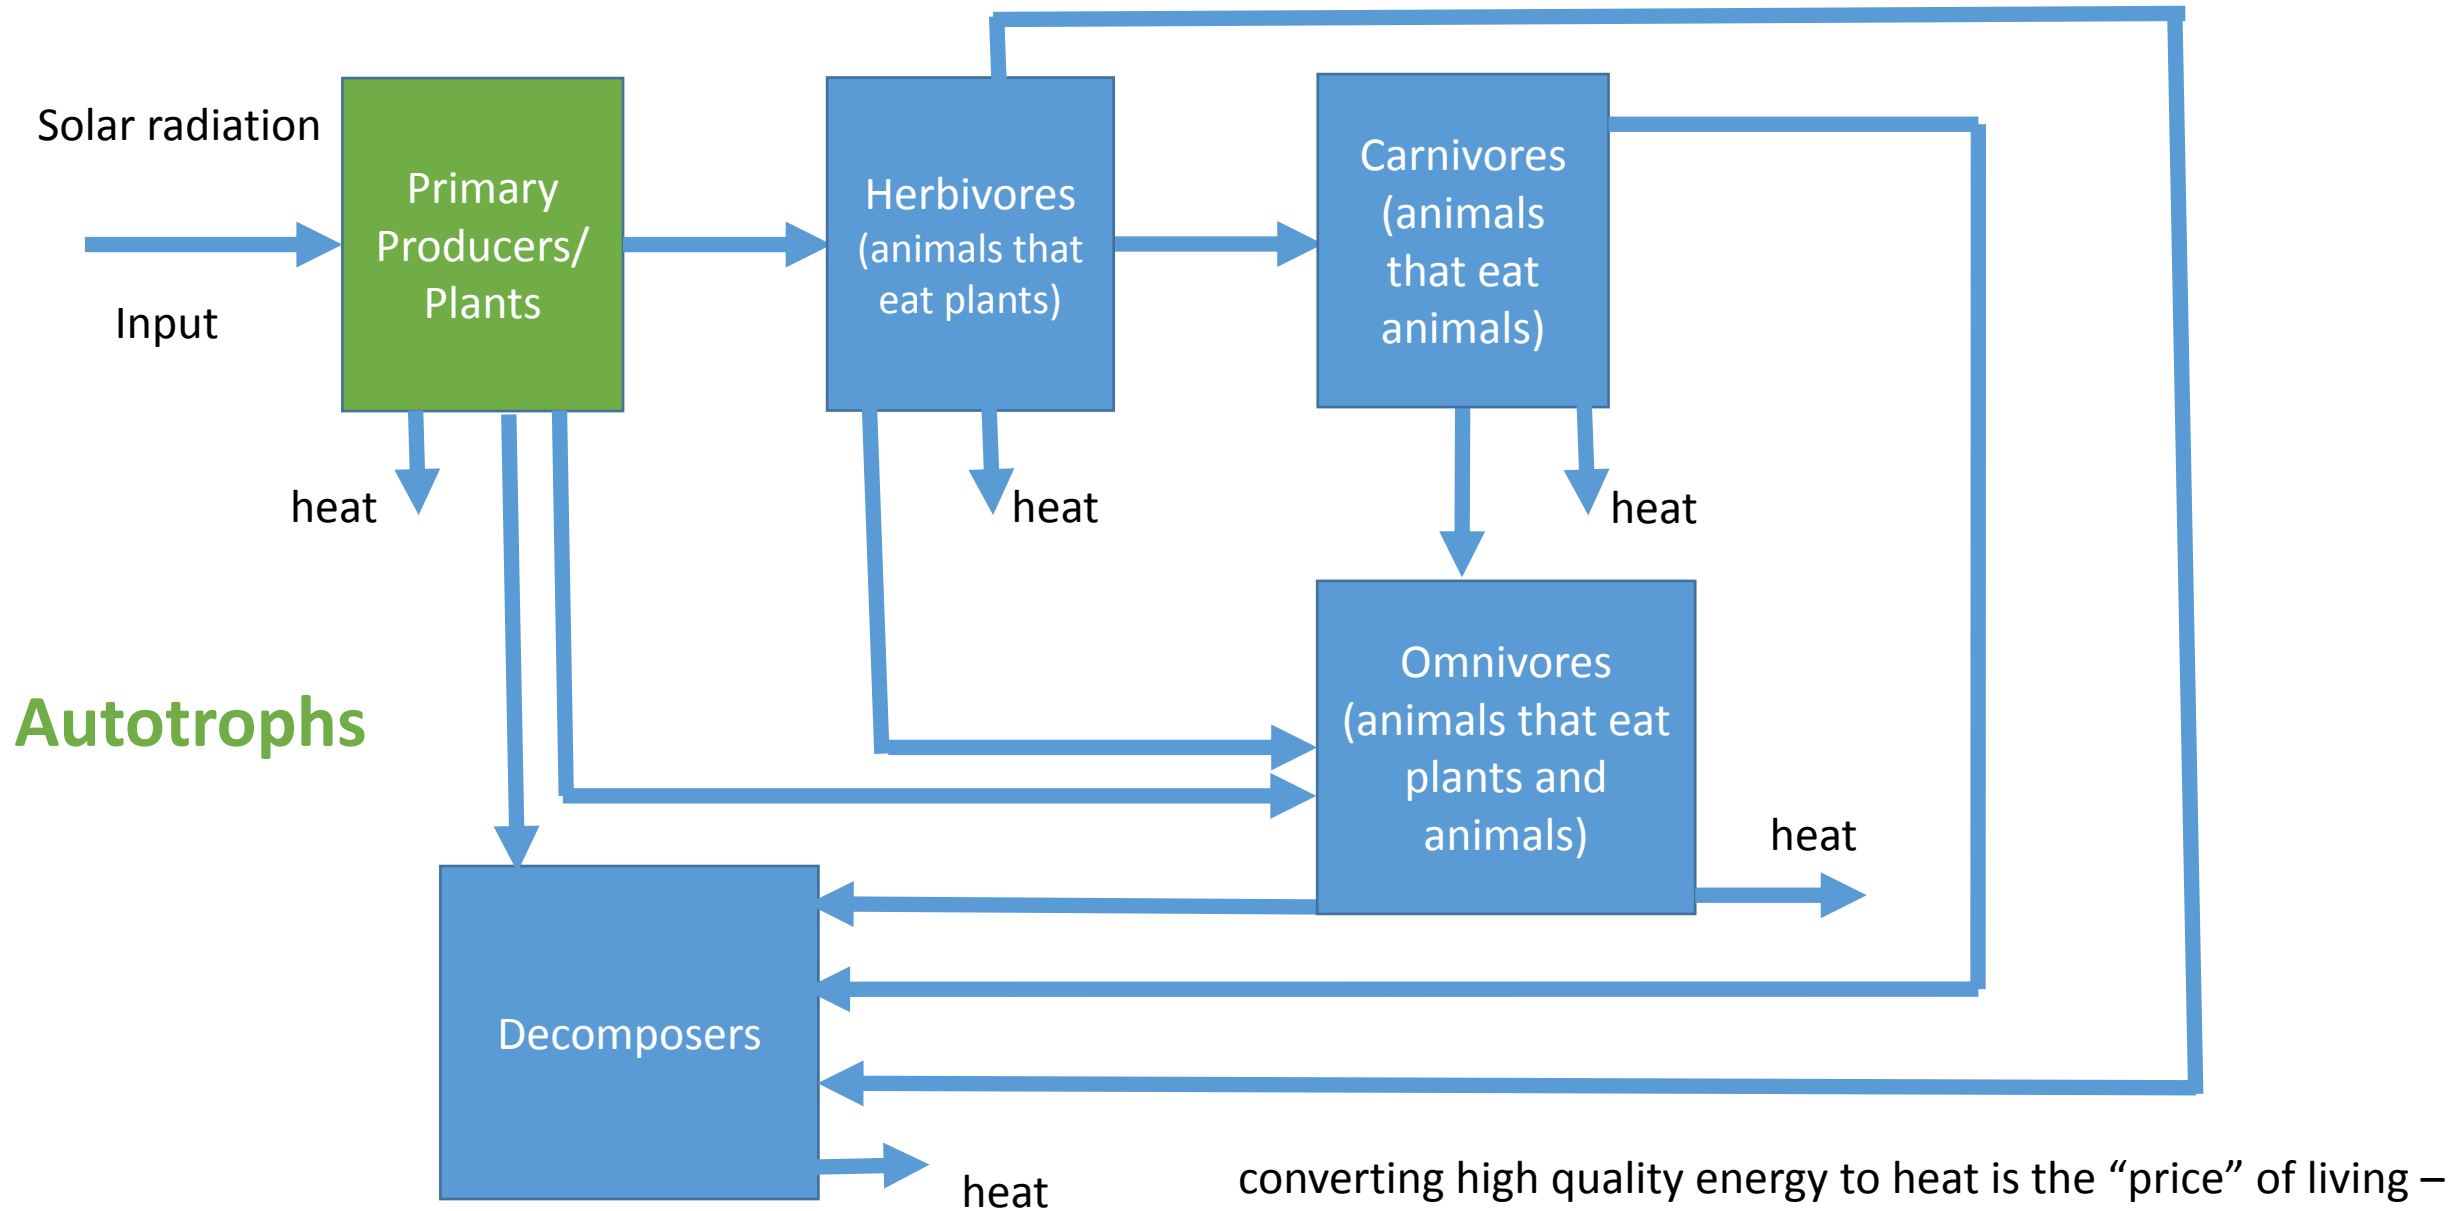 Solar radiation
Input
Primary
Producers/
Plants
Herbivores
(animals that
eat plants)
Carnivores
(animals
that eat
animals)
heat
heat
heat
Omnivores
(animals that eat
plants and
animals)
Autotrophs
heat
Decomposers
heat
converting high quality energy to heat is the “price” of living –